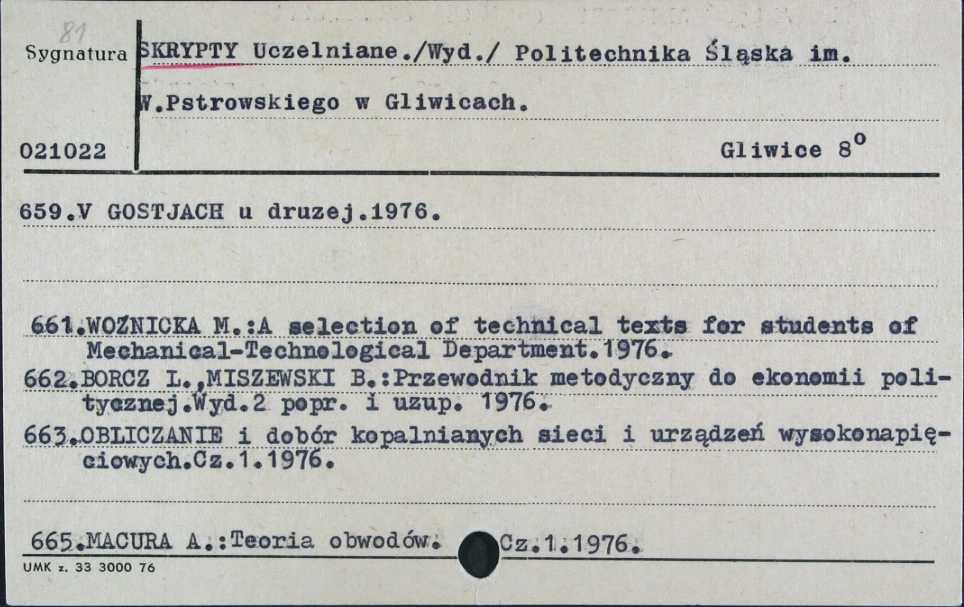 81
Sygnatura SKRYPTY Uczelniane./Wyd./ Politechnika Śląska im.
W.Pstrowskiego w Gliwicach.
021022 Gliwice 8°
659.V GOSTJACH u druzej.1976.
661.WOŹNICKA M.:A selection of technical texts for students of
Mechanical-Technological Department.1976.
662.BORCZ L.,MISZEWSKI B.:Przewodnik metodyczny do ekonomii poli-
tycznej.Wyd.2 popr. i uzup. 1976.
663.OBLICZANIE i dobór kopalnianych sieci i urządzeń wysokonapię-
ciowych.Cz.1.1976.
665.MACURA A.:Teoria obwodów. Cz.1.1976.
UMK z. 33 3000 76